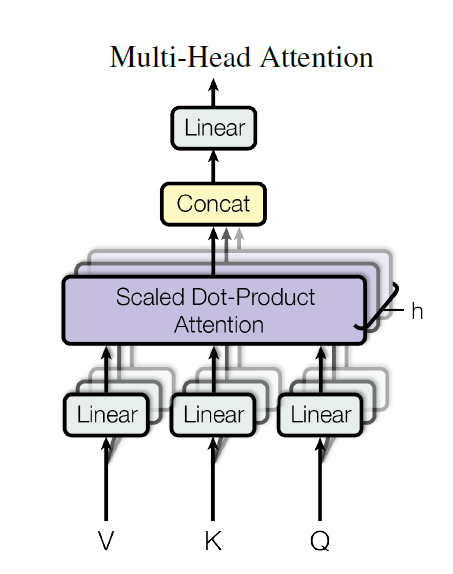 Multi-Head Attention
Linear
Concat
Scaled Dot-Product
Attention
h
Linear Linear Linear
V K Q